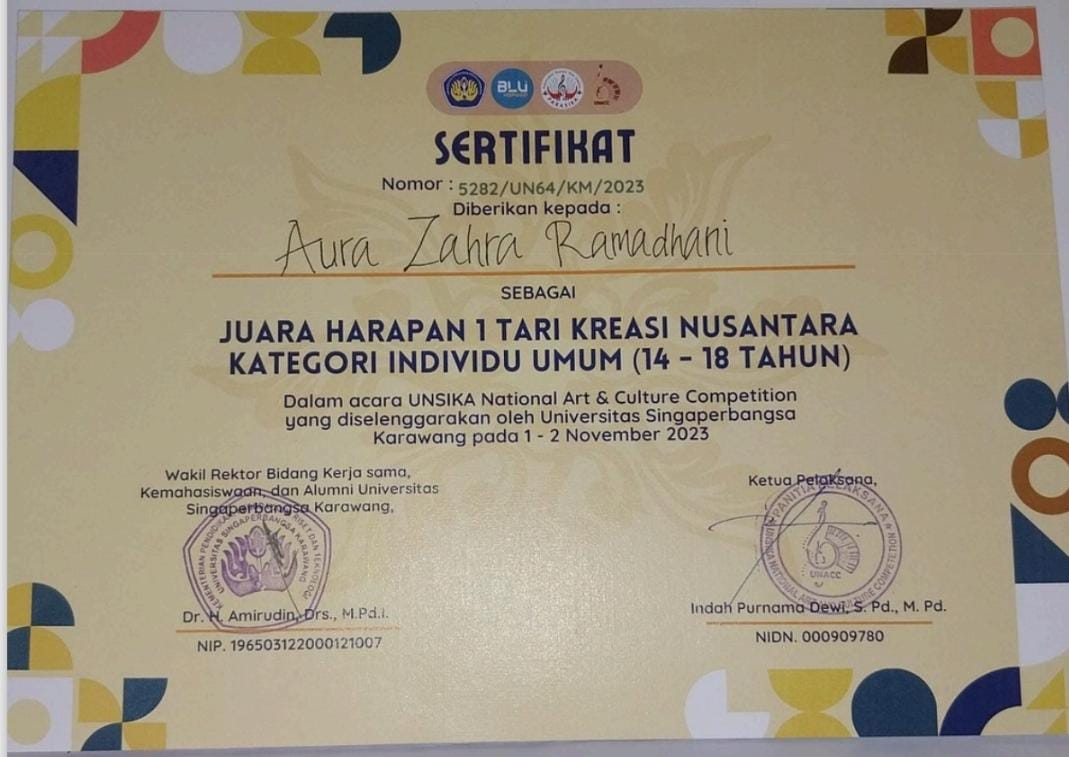 BLU
PARASIKA
UNACC
SERTIFIKAT
Nomor : 5282/UN64/KM/2023
Diberikan kepada :
Aura Zahra Ramadhani
SEBAGAI
JUARA HARAPAN 1 TARI KREASI NUSANTARA
KATEGORI INDIVIDU UMUM (14 - 18 TAHUN)
Dalam acara UNSIKA National Art & Culture Competition
yang diselenggarakan oleh Universitas Singaperbangsa
Karawang pada 1 - 2 November 2023
Wakil Rektor Bidang Kerja sama,
Kemahasiswaan, dan Alumni Universitas
Singaperbangsa Karawang,
KEMENTERIAN PENDIDIKAN RISET DAN TEKNOLOGI
UNIVERSITAS SINGAPERBANGSA KARAWANG
Dr. H. Amirudin, Drs., M.Pd.I.
NIP. 196503122000121007
Ketua Pelaksana,
PANITIA PELAKSANA
UNSIKA NATIONAL ART CULTURE COMPETITION
UNACC
Indah Purnama Dewi, S. Pd., M. Pd.
NIDN. 000909780